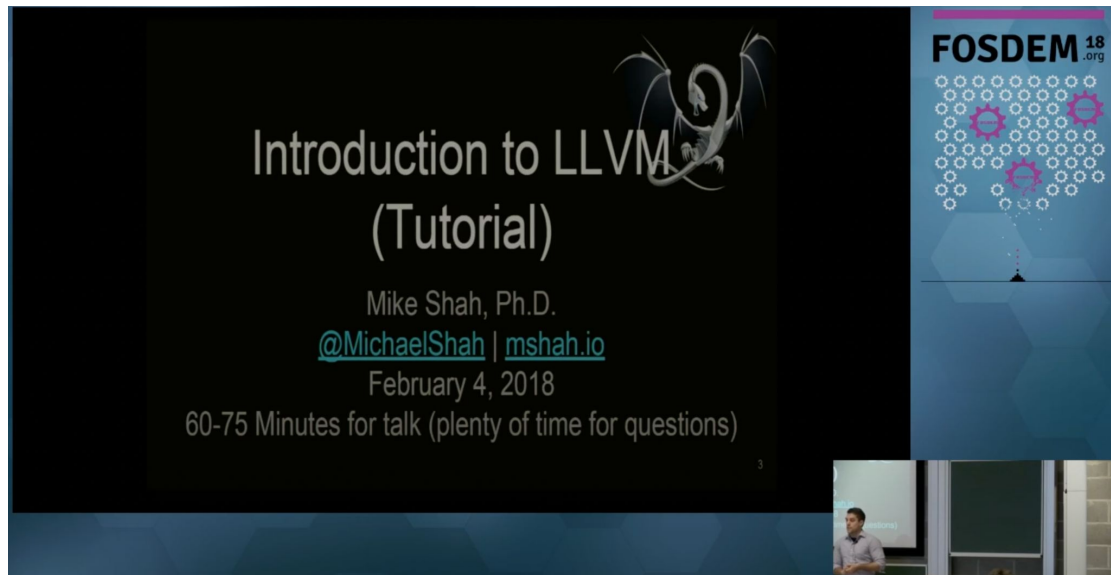 Introduction to LLVM
(Tutorial)
Mike Shah, Ph.D.
@MichaelShah | mshah.io
February 4, 2018
60-75 Minutes for talk (plenty of time for questions)
3
FOSDEM 18
.org